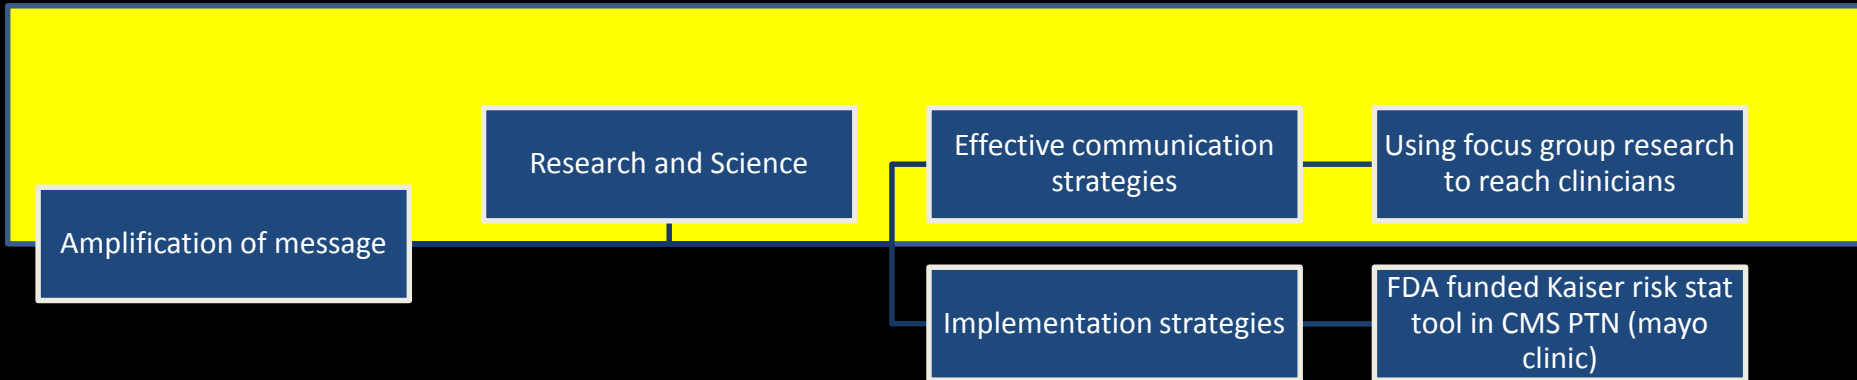 Amplification of message
Research and Science
Effective communication
strategies
Using focus group research
to reach clinicians
Implementation strategies
FDA funded Kaiser risk stat
tool in CMS PTN (mayo
clinic)